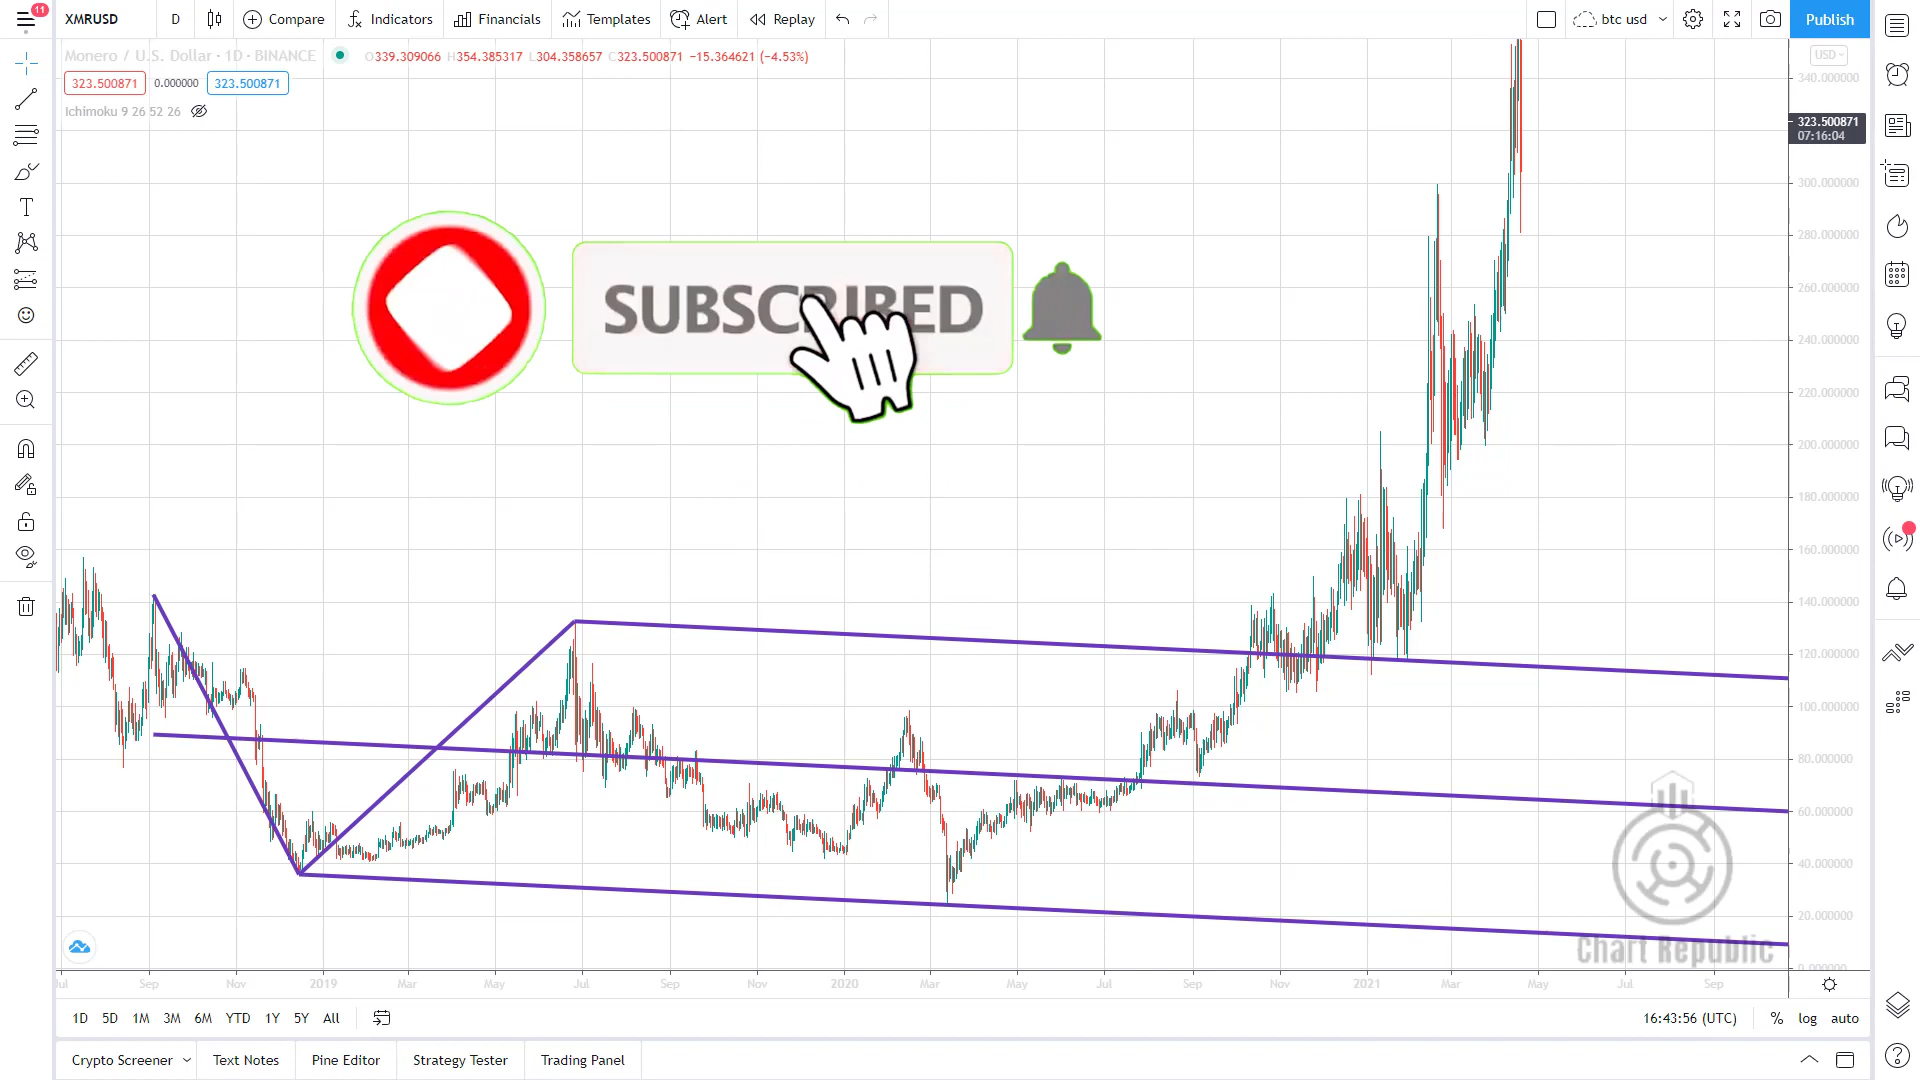 11
XMRUSD D Compare Indicators Financials Templates Alert Replay btc usd Publish
Monero / U.S. Dollar · 1D · BINANCE O339.309066 H354.385317 L304.358657 C323.500871 −15.364621 (−4.53%)
USD
323.500871 0.000000 323.500871
Ichimoku 9 26 52 26
340.000000
323.500871
07:16:04
300.000000
280.000000
260.000000
SUBSCRIBED
240.000000
220.000000
200.000000
180.000000
160.000000
140.000000
120.000000
100.000000
80.000000
60.000000
40.000000
20.000000
Chart Republic
0.000000
Jul Sep Nov 2019 Mar May Jul Sep Nov 2020 Mar May Jul Sep Nov 2021 Mar May Jul Sep
1D 5D 1M 3M 6M YTD 1Y 5Y All 16:43:56 (UTC) % log auto
Crypto Screener Text Notes Pine Editor Strategy Tester Trading Panel